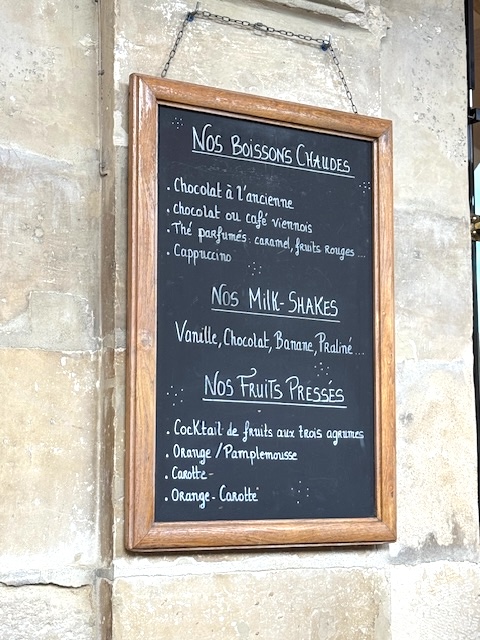 Nos Boissons Chaudes
. Chocolat à l'ancienne
. chocolat ou café viennois
. Thé parfumés: caramel, fruits rouges ...
. Cappuccino
Nos Milk-Shakes
Vanille, Chocolat, Banane, Praliné ...
Nos Fruits Pressés
. Cocktail de fruits aux trois agrumes
. Orange / Pamplemousse
. Carotte -
. Orange - Carotte